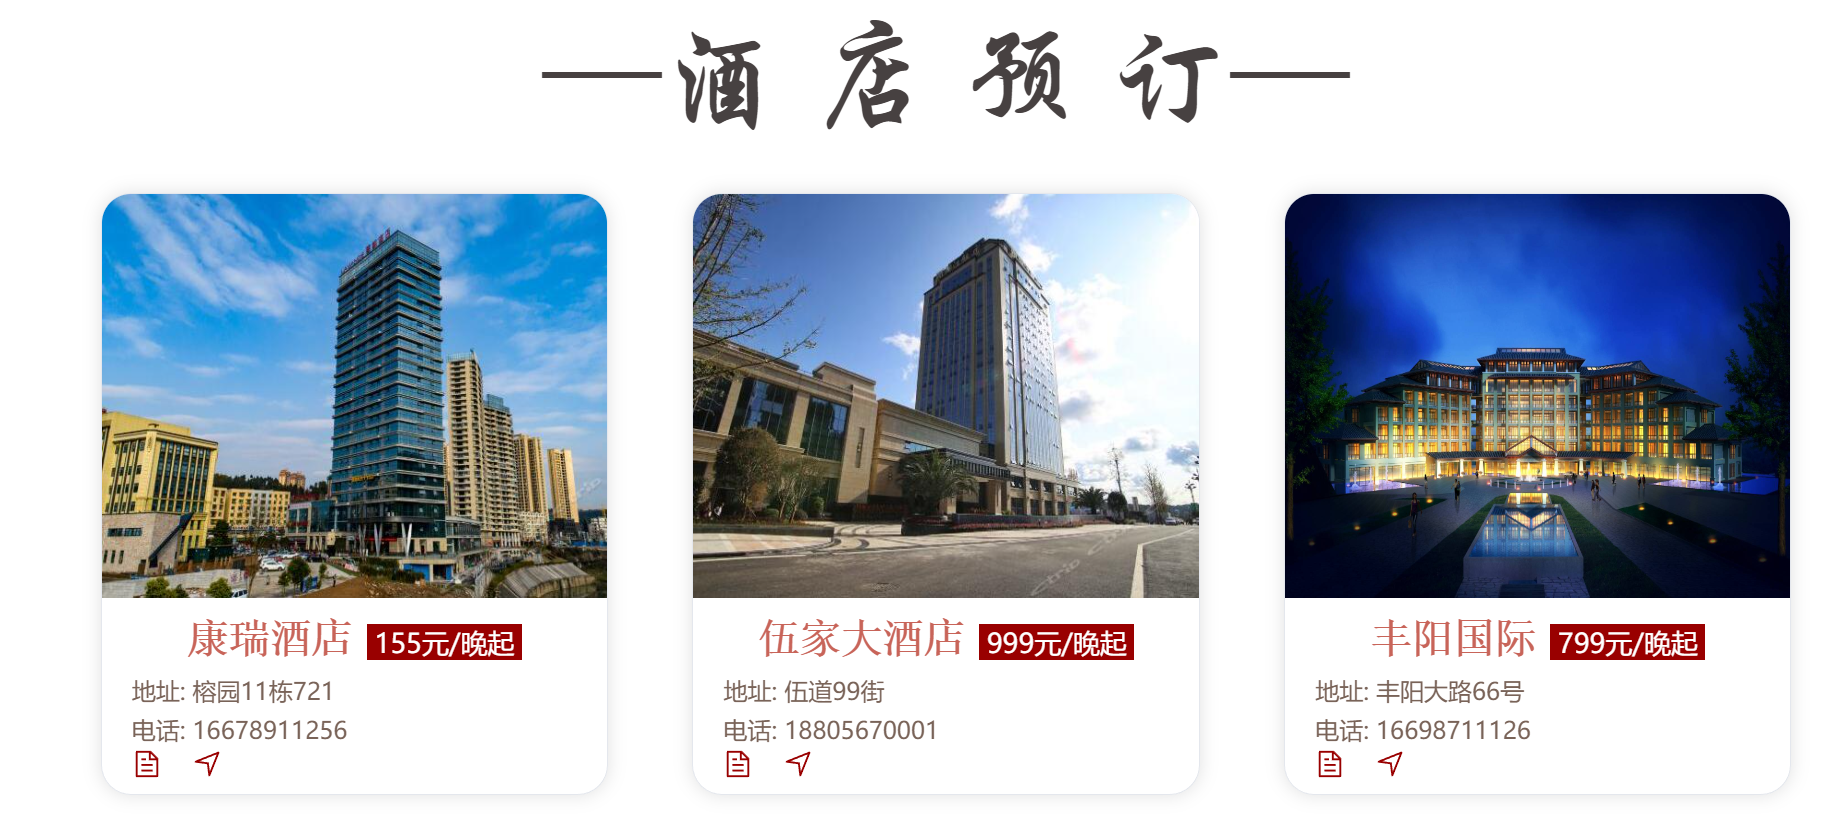 酒店预订
康瑞酒店 155元/晚起
地址: 榕园11栋721
电话: 16678911256
伍家大酒店 999元/晚起
地址: 伍道99街
电话: 18805670001
丰阳国际 799元/晚起
地址: 丰阳大路66号
电话: 16698711126